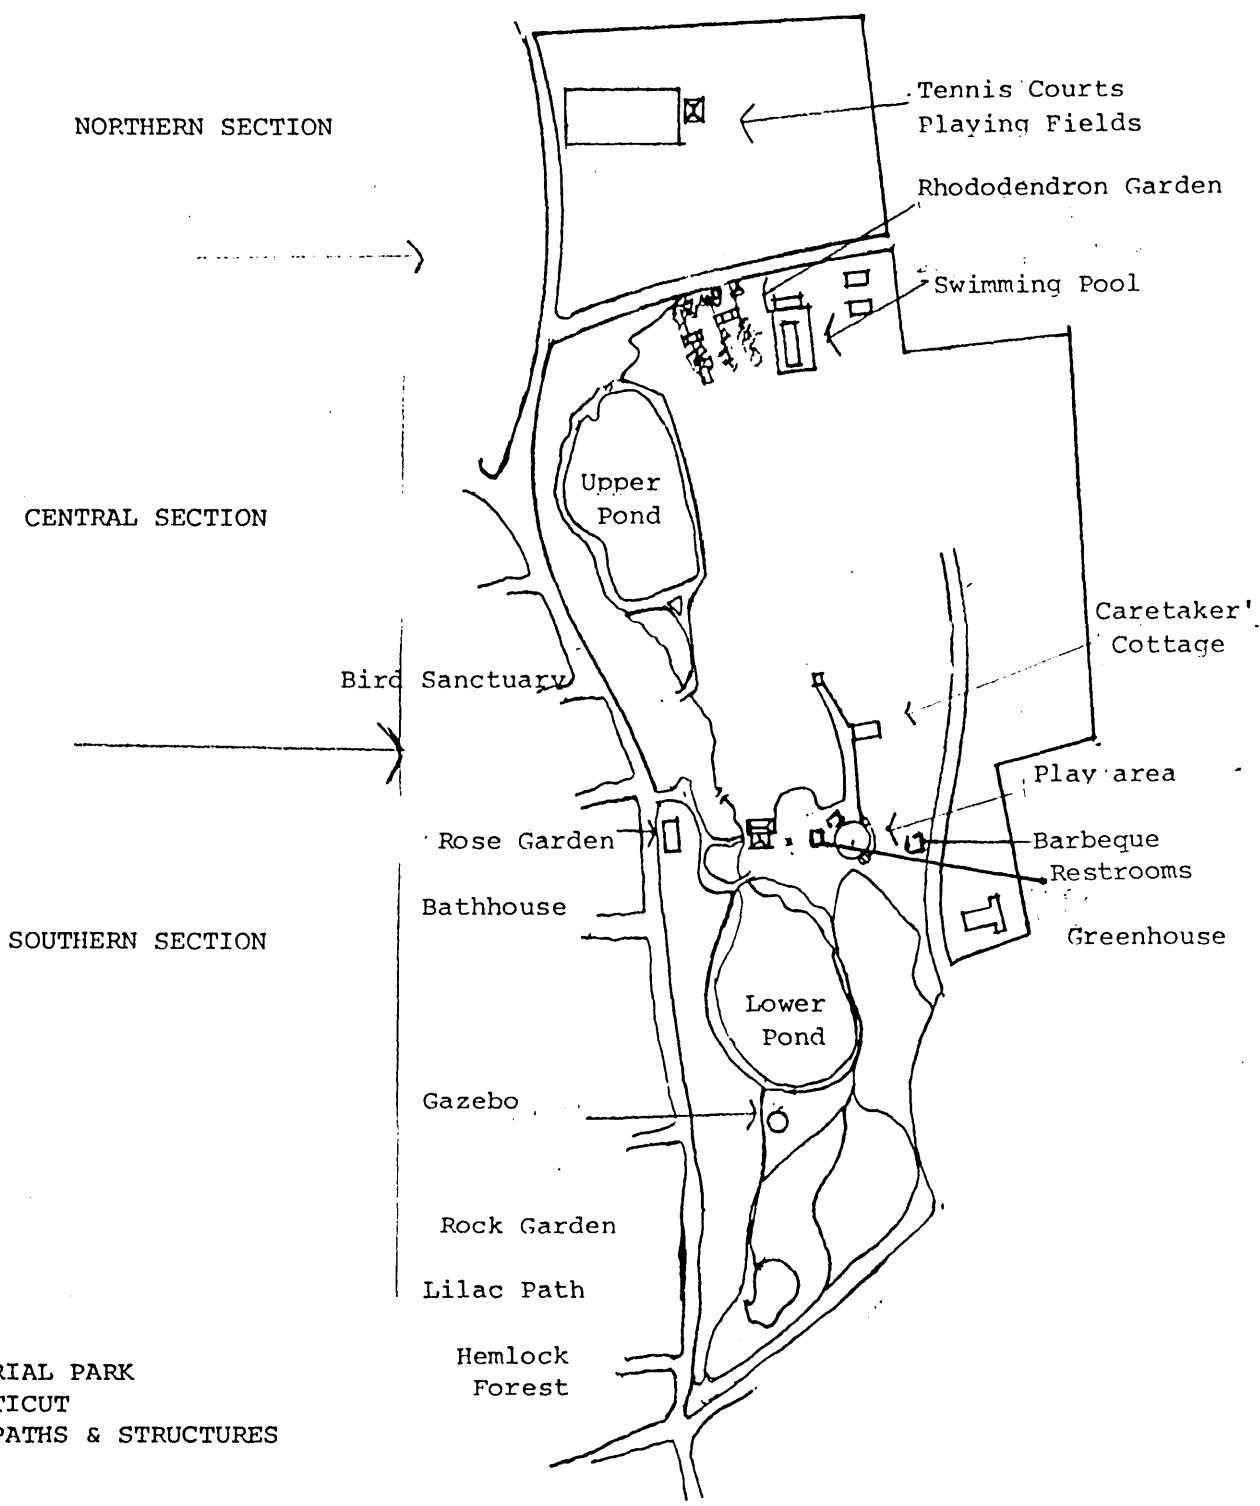 Tennis Courts
Playing Fields
NORTHERN SECTION
Rhododendron Garden
Swimming Pool
Upper
Pond
CENTRAL SECTION
Caretaker'
Cottage
Bird Sanctuary
Play area
Rose Garden
Barbeque
Restrooms
Bathhouse
Greenhouse
SOUTHERN SECTION
Lower
Pond
Gazebo
Rock Garden
Lilac Path
Hemlock
Forest
RIAL PARK
TICUT
PATHS & STRUCTURES